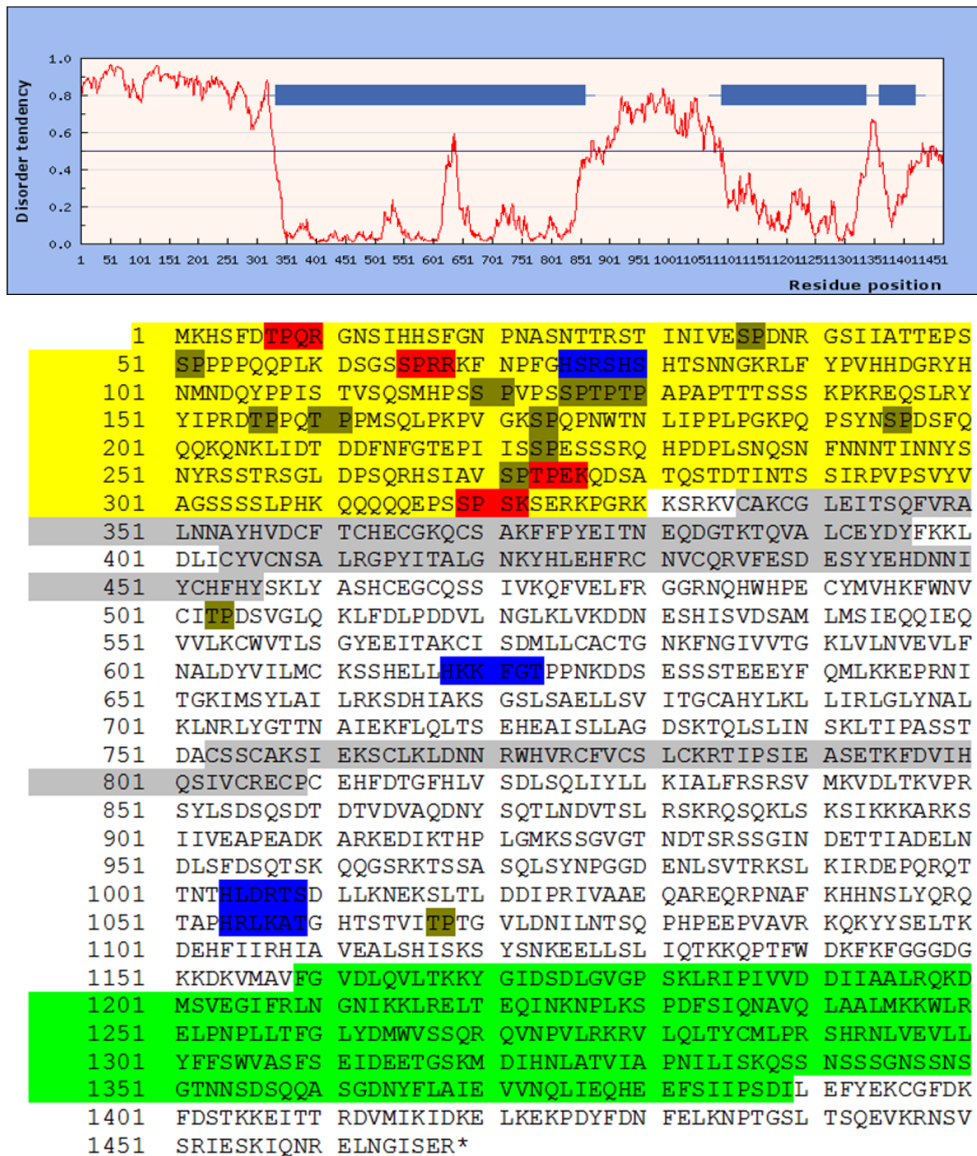 1.0
0.8
0.6
0.4
0.2
0.0
Disorder tendency
1 51 101 151 201 251 301 351 401 451 501 551 601 651 701 751 801 851 901 951 1001 1051 1101 1151 1201 1251 1301 1351 1401 1451
Residue position
1 MKHSFDTPQR GNSIHHSFGN PNASNTTRST INIVESPDNR GSIIATTEPS
51 SPPPPQQPLK DSGSSPRRKF NPFGHSRSHS HTSNNGKRLF YPVHHDGRYH
101 NMNDQYPPIS TVSQSMHPSS PVPSSPTPTP APAPTTTSSS KPKREQSLRY
151 YIPRDTPPQT PPMSQLPKPV GKSPQPNWTN LIPPLPGKPQ PSYNSPDSFQ
201 QQKQNKLIDT DDFNFGTEPI ISSPESSSRQ HPDPLSNQSN FNNNTINNYS
251 NYRSSTRSGL DPSQRHSIAV SPTPEKQDSA TQSTDTINTS SIRPVPSVYV
301 AGSSSSLPHK QQQQQEPSSP SKSERKPGRK KSRKVCAKCG LEITSQFVRA
351 LNNAYHVDCF TCHECGKQCS AKFFPYEITN EQDGTKTQVA LCEYDYFKKL
401 DLICYVCNSA LRGPYITALG NKYHLEHFRC NVCQRVFESD ESYYEHDNNI
451 YCHFHYSKLY ASHCEGCQSS IVKQFVELFR GGRNQHWHPE CYMVHKFWNV
501 CITPDSVGLQ KLFDLPDDVL NGLKLVKDDN ESHISVDSAM LMSIEQQIEQ
551 VVLKCWVTLS GYEEITAKCI SDMLLCACTG NKFNGIVVTG KLVLNVEVLF
601 NALDYVILMC KSSHELLHKK FGTPPNKDDS ESSSTEEEYF QMLKKEPRNI
651 TGKIMSYLAI LRKSDHIAKS GSLSAELLSV ITGCAHYLKL LIRLGLYNAL
701 KLNRLYGTTN AIEKFLQLTS EHEAISLLAG DSKTQLSLIN SKLTIPASST
751 DACSSCAKSI EKSCLKLDNN RWHVRCFVCS LCKRTIPSIE ASETKFDVIH
801 QSIVCRECPC EHFDTGFHLV SDLSQLIYLL KIALFRSRSV MKVDLTKVPR
851 SYLSDSQSDT DTVDVAQDNY SQTLNDVTSL RSKRQSQKLS KSIKKKARKS
901 IIVEAPEADK ARKEDIKTHP LGMKSSGVGT NDTSRSSGIN DETTIADELN
951 DLSFDSQTSK QQGSRKTSSA SQLSYNPGGD ENLSVTRKSL KIRDEPQRQT
1001 TNTHLDRTSD LLKNEKSLTL DDIPRIVAAE QAREQRPNAF KHHNSLYQRQ
1051 TAPHRLKATG HTSTVITPTG VLDNILNTSQ PHPEEPVAVR KQKYYSELTK
1101 DEHFIIRHIA VEALSHISKS YSNKEELLSL IQTKKQPTFW DKFKFGGGDG
1151 KKDKVMAVFG VDLQVLTKKY GIDSDLGVGP SKLRIPIVVD DIIAALRQKD
1201 MSVEGIFRLN GNIKKLRELT EQINKNPLKS PDFSIQNAVQ LAALMKKWLR
1251 ELPNPLLTFG LYDMWVSSQR QVNPVLRKRV LQLTYCMLPR SHRNLVEVLL
1301 YFFSWVASFS EIDEETGSKM DIHNLATVIA PNILISKQSS NSSSGNSSNS
1351 GTNNSDSQQA SGDNYFLAIE VVNQLIEQHE EFSIIPSDIL EFYEKCGFDK
1401 FDSTKKEITT RDVMIKIDKE LKEKPDYFDN FELKNPTGSL TSQEVKRNSV
1451 SRIESKIQNR ELNGISER*